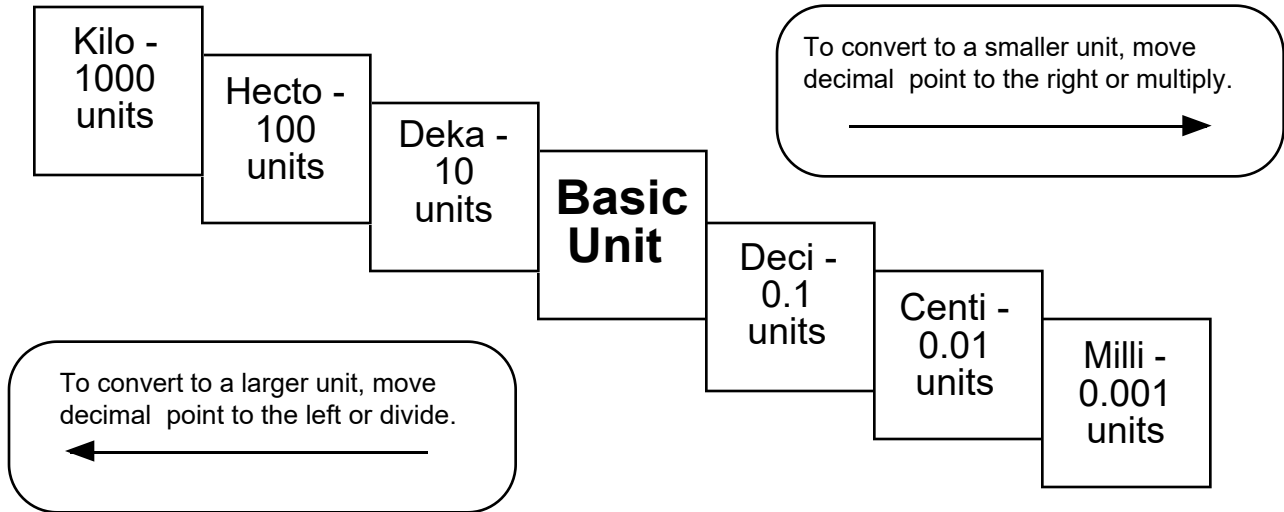 Kilo -
1000
units
Hecto -
100
units
Deka -
10
units
Basic
Unit
Deci -
0.1
units
Centi -
0.01
units
Milli -
0.001
units
To convert to a smaller unit, move
decimal point to the right or multiply.
To convert to a larger unit, move
decimal point to the left or divide.